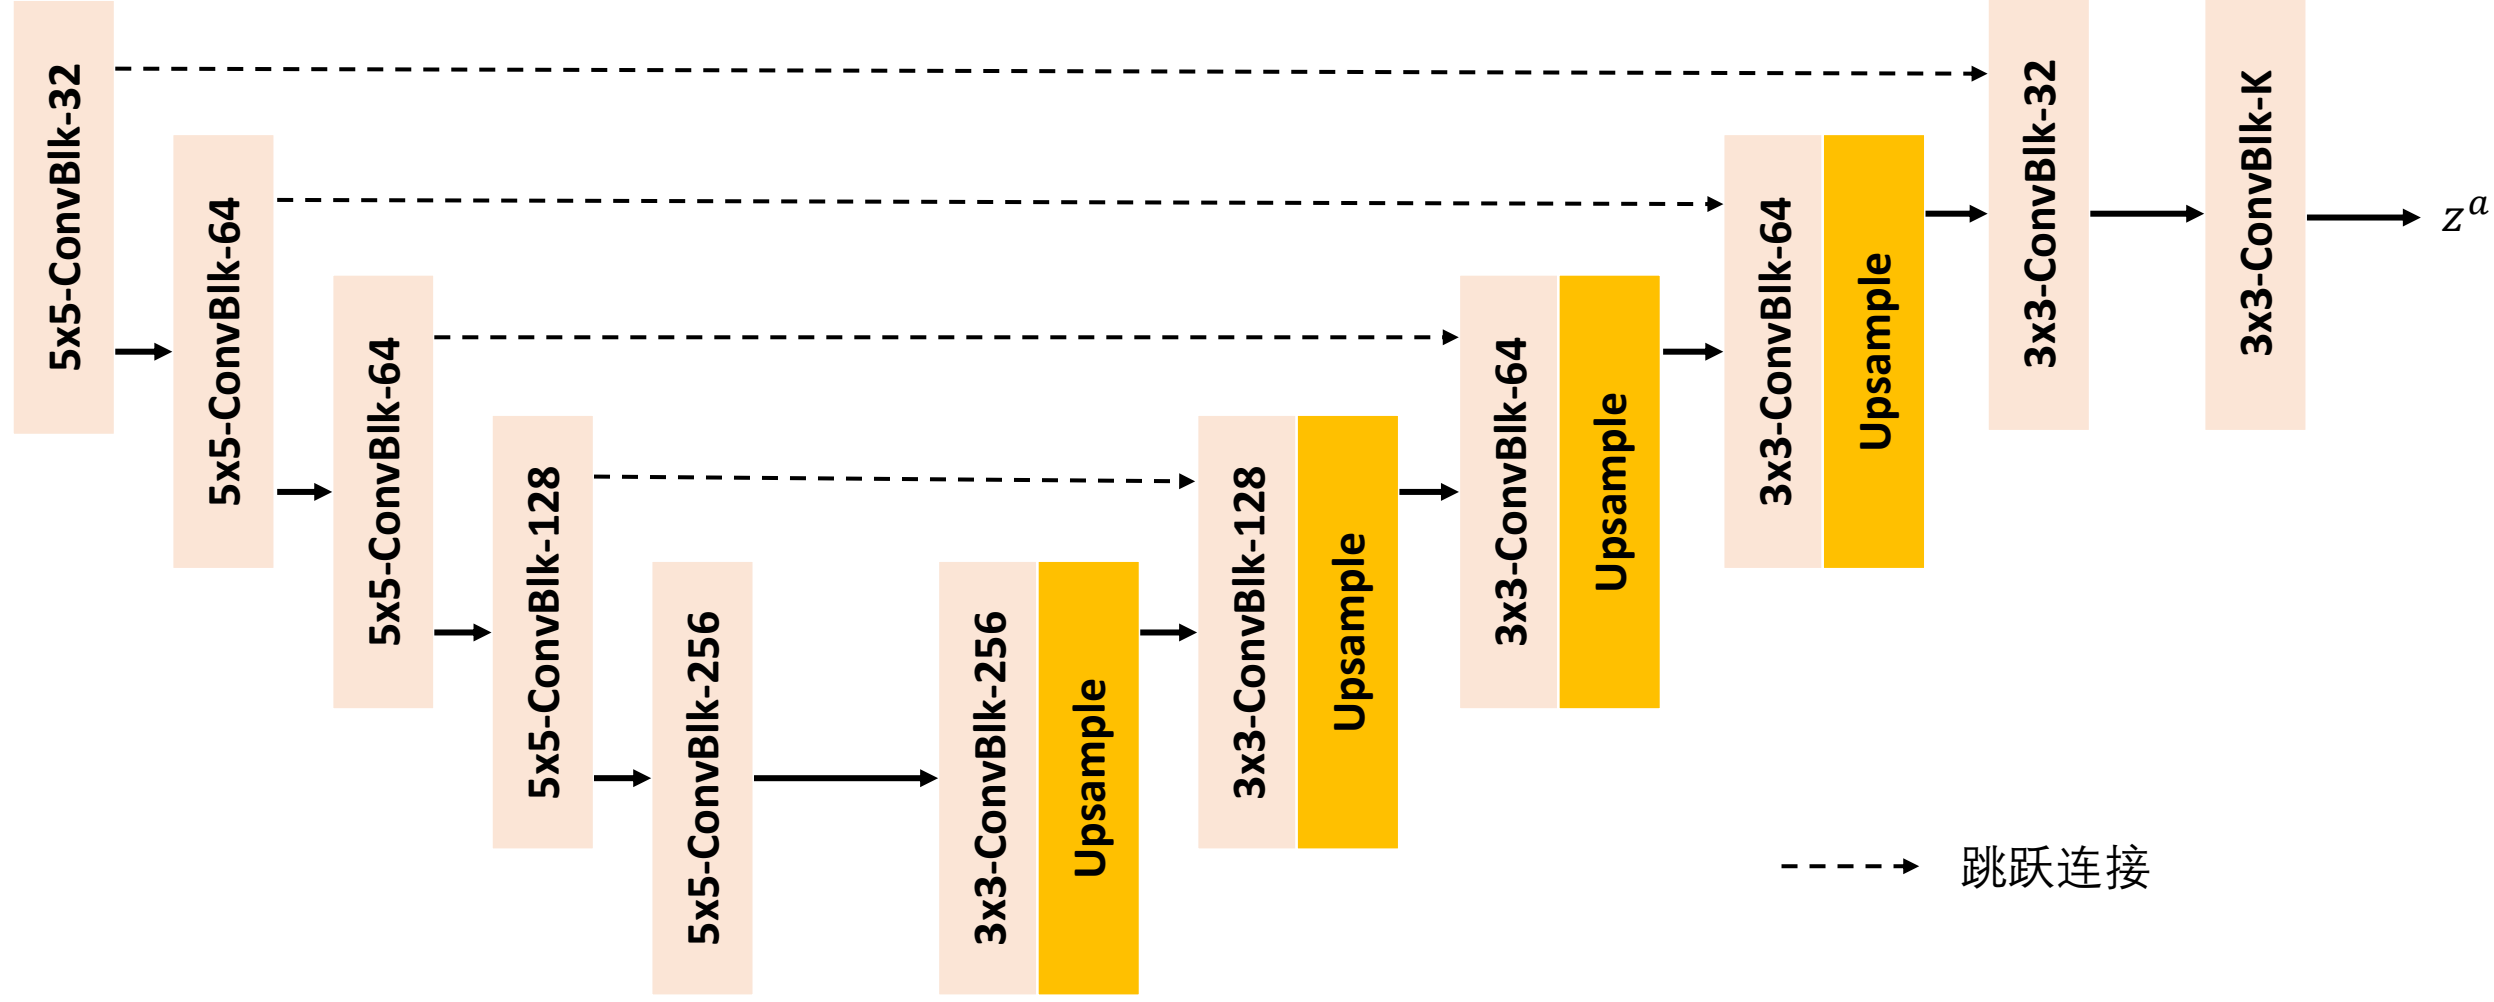 5x5-ConvBlk-32
5x5-ConvBlk-64
5x5-ConvBlk-64
5x5-ConvBlk-128
5x5-ConvBlk-256
3x3-ConvBlk-256
Upsample
3x3-ConvBlk-128
Upsample
3x3-ConvBlk-64
Upsample
3x3-ConvBlk-64
Upsample
3x3-ConvBlk-32
3x3-ConvBlk-K
z^a
跳跃连接